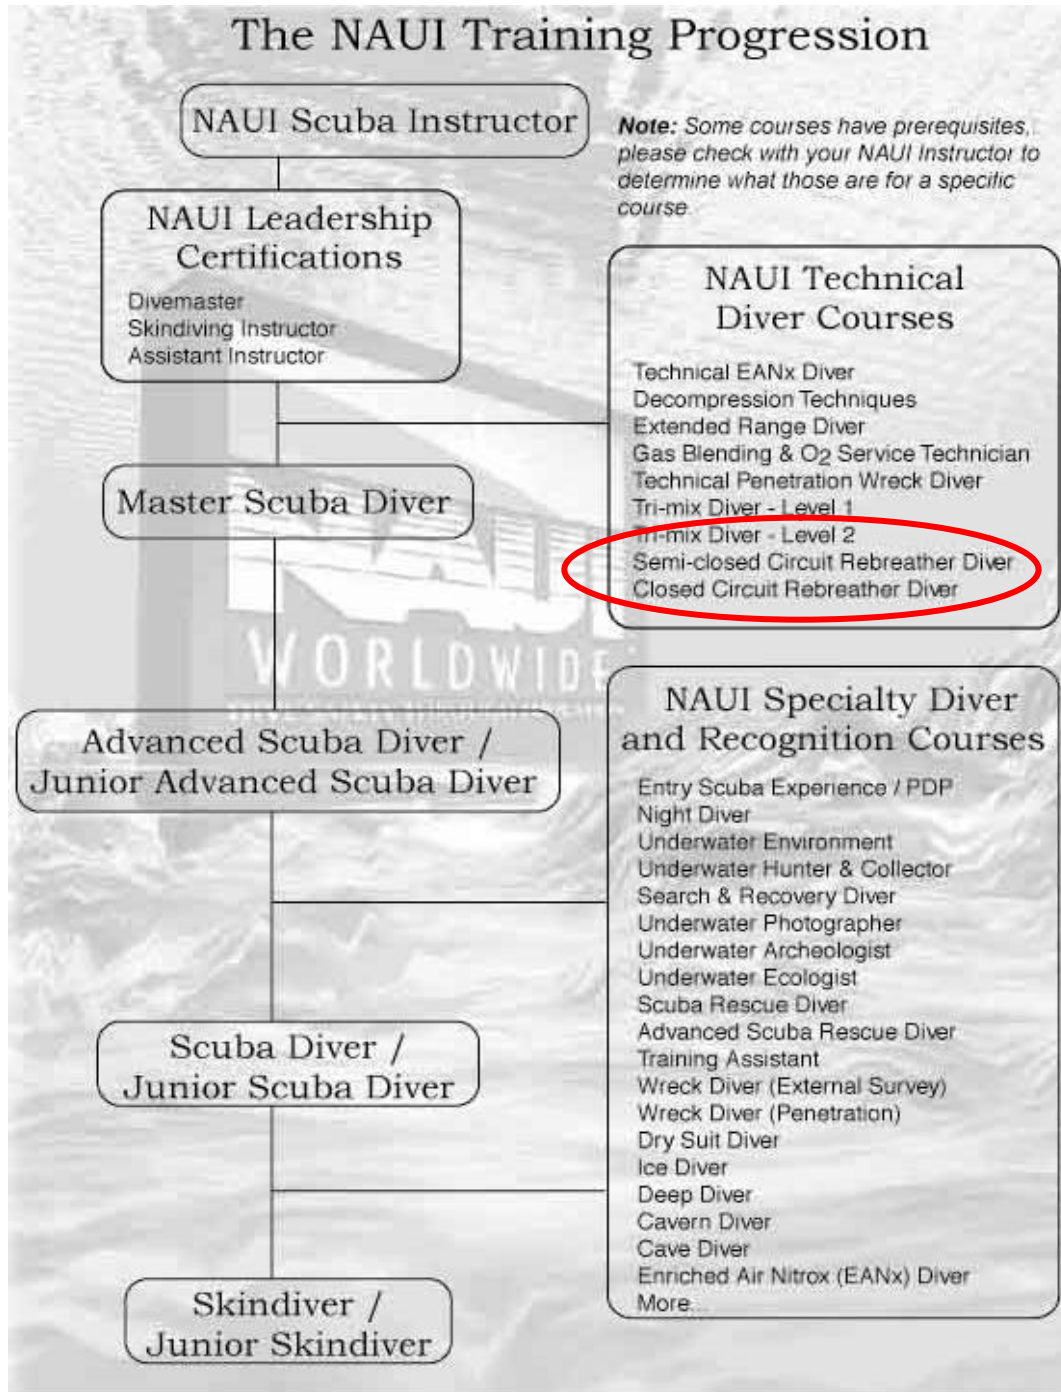 The NAUI Training Progression
NAUI Scuba Instructor
Note: Some courses have prerequisites,
please check with your NAUI Instructor to
determine what those are for a specific
course.
NAUI Leadership
Certifications
Divemaster
Skindiving Instructor
Assistant Instructor
NAUI Technical
Diver Courses
Technical EANx Diver
Decompression Techniques
Extended Range Diver
Gas Blending & O2 Service Technician
Technical Penetration Wreck Diver
Tri-mix Diver - Level 1
Tri-mix Diver - Level 2
Semi-closed Circuit Rebreather Diver
Closed Circuit Rebreather Diver
Master Scuba Diver
NAUI
WORLDWIDE
Advanced Scuba Diver /
Junior Advanced Scuba Diver
NAUI Specialty Diver
and Recognition Courses
Entry Scuba Experience / PDP
Night Diver
Underwater Environment
Underwater Hunter & Collector
Search & Recovery Diver
Underwater Photographer
Underwater Archeologist
Underwater Ecologist
Scuba Rescue Diver
Advanced Scuba Rescue Diver
Training Assistant
Wreck Diver (External Survey)
Wreck Diver (Penetration)
Dry Suit Diver
Ice Diver
Deep Diver
Cavern Diver
Cave Diver
Enriched Air Nitrox (EANx) Diver
More...
Scuba Diver /
Junior Scuba Diver
Skindiver /
Junior Skindiver